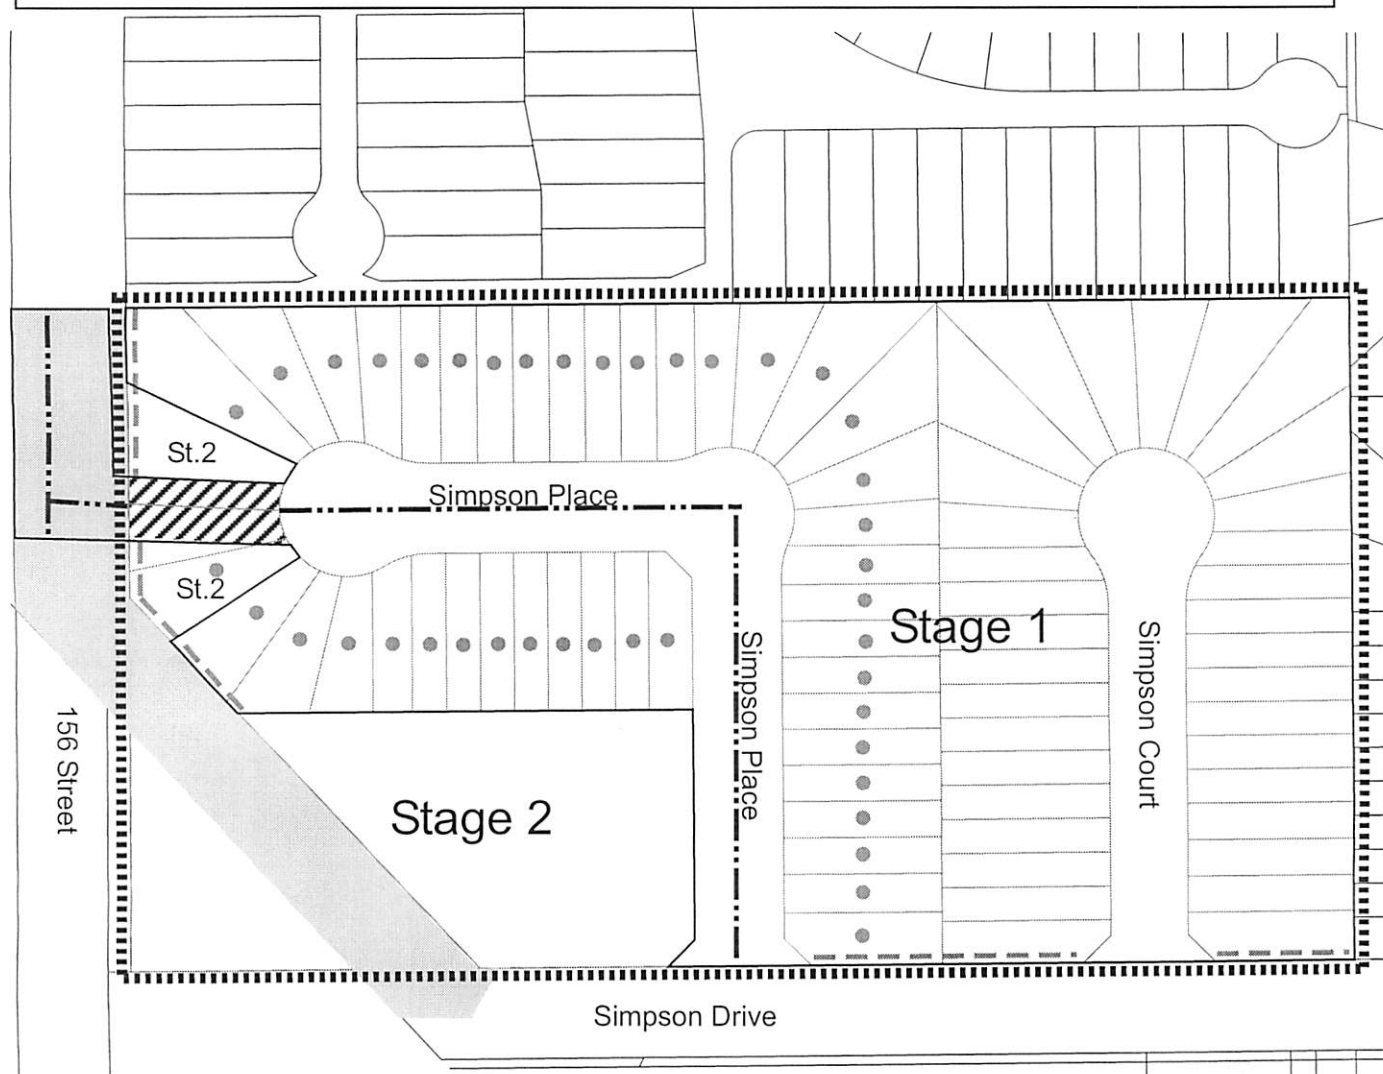 St.2
Simpson Place
St.2
Stage 1
Simpson Place
Simpson Court
156 Street
Stage 2
Simpson Drive